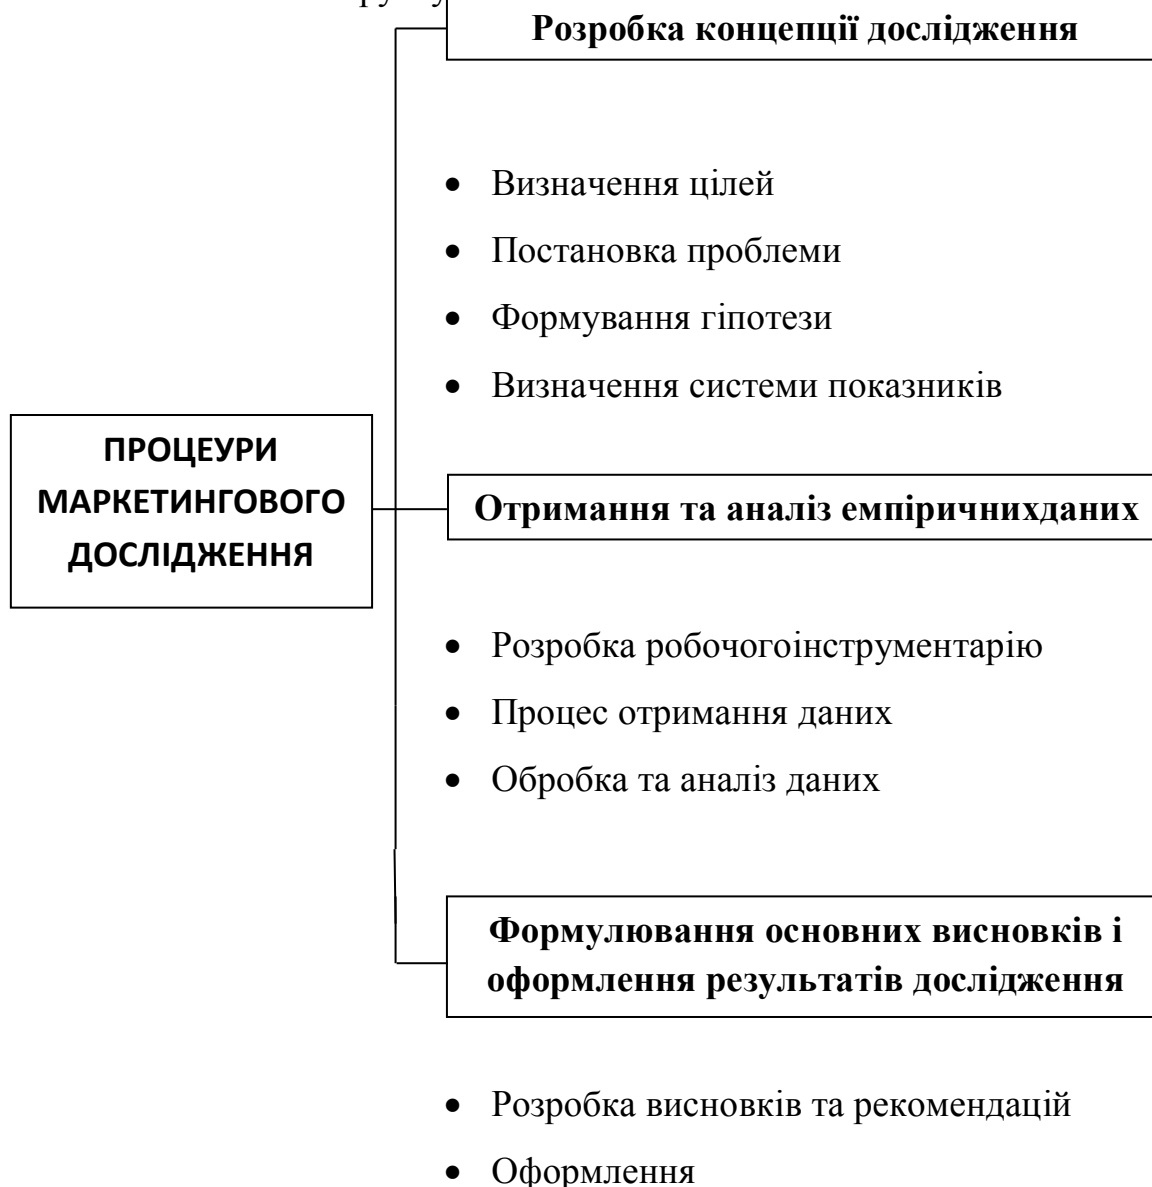 Розробка концепції дослідження
Визначення цілей
Постановка проблеми
Формування гіпотези
Визначення системи показників
ПРОЦЕУРИ
МАРКЕТИНГОВОГО
ДОСЛІДЖЕННЯ
Отримання та аналіз емпіричнихданих
Розробка робочогоінструментарію
Процес отримання даних
Обробка та аналіз даних
Формулювання основних висновків і
оформлення результатів дослідження
Розробка висновків та рекомендацій
Оформлення